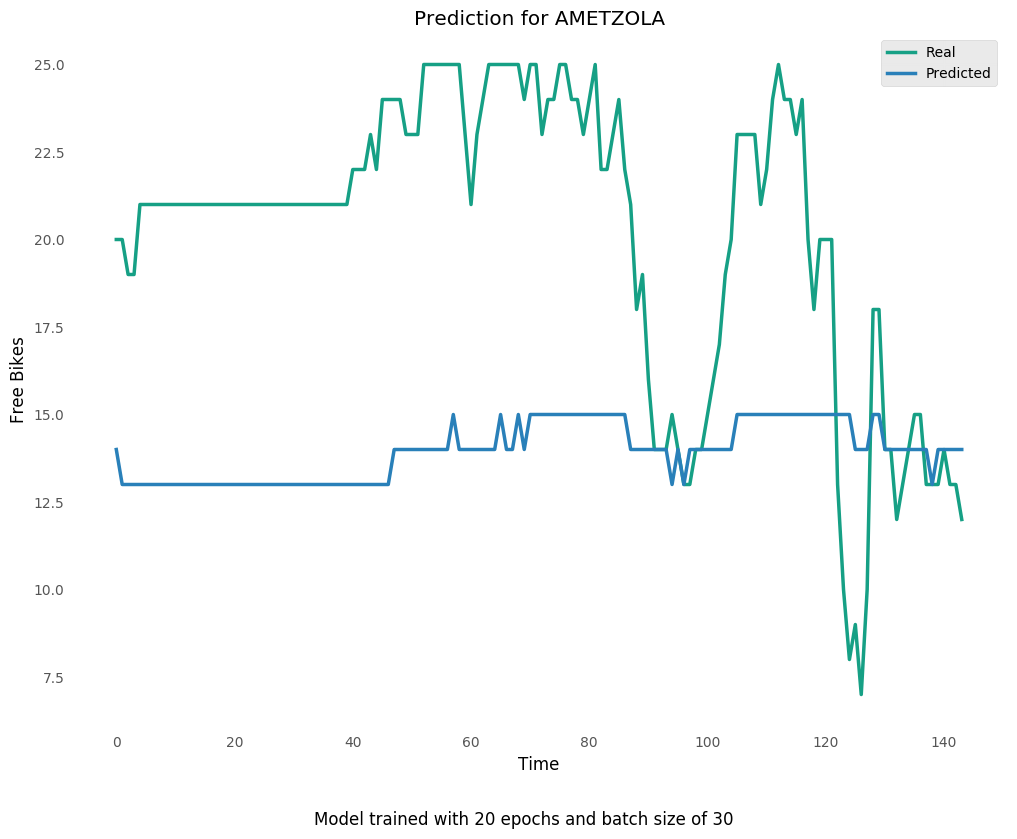 Prediction for AMETZOLA
Real
Predicted
25.0
22.5
20.0
17.5
15.0
12.5
10.0
7.5
Free Bikes
0 20 40 60 80 100 120 140
Time
Model trained with 20 epochs and batch size of 30